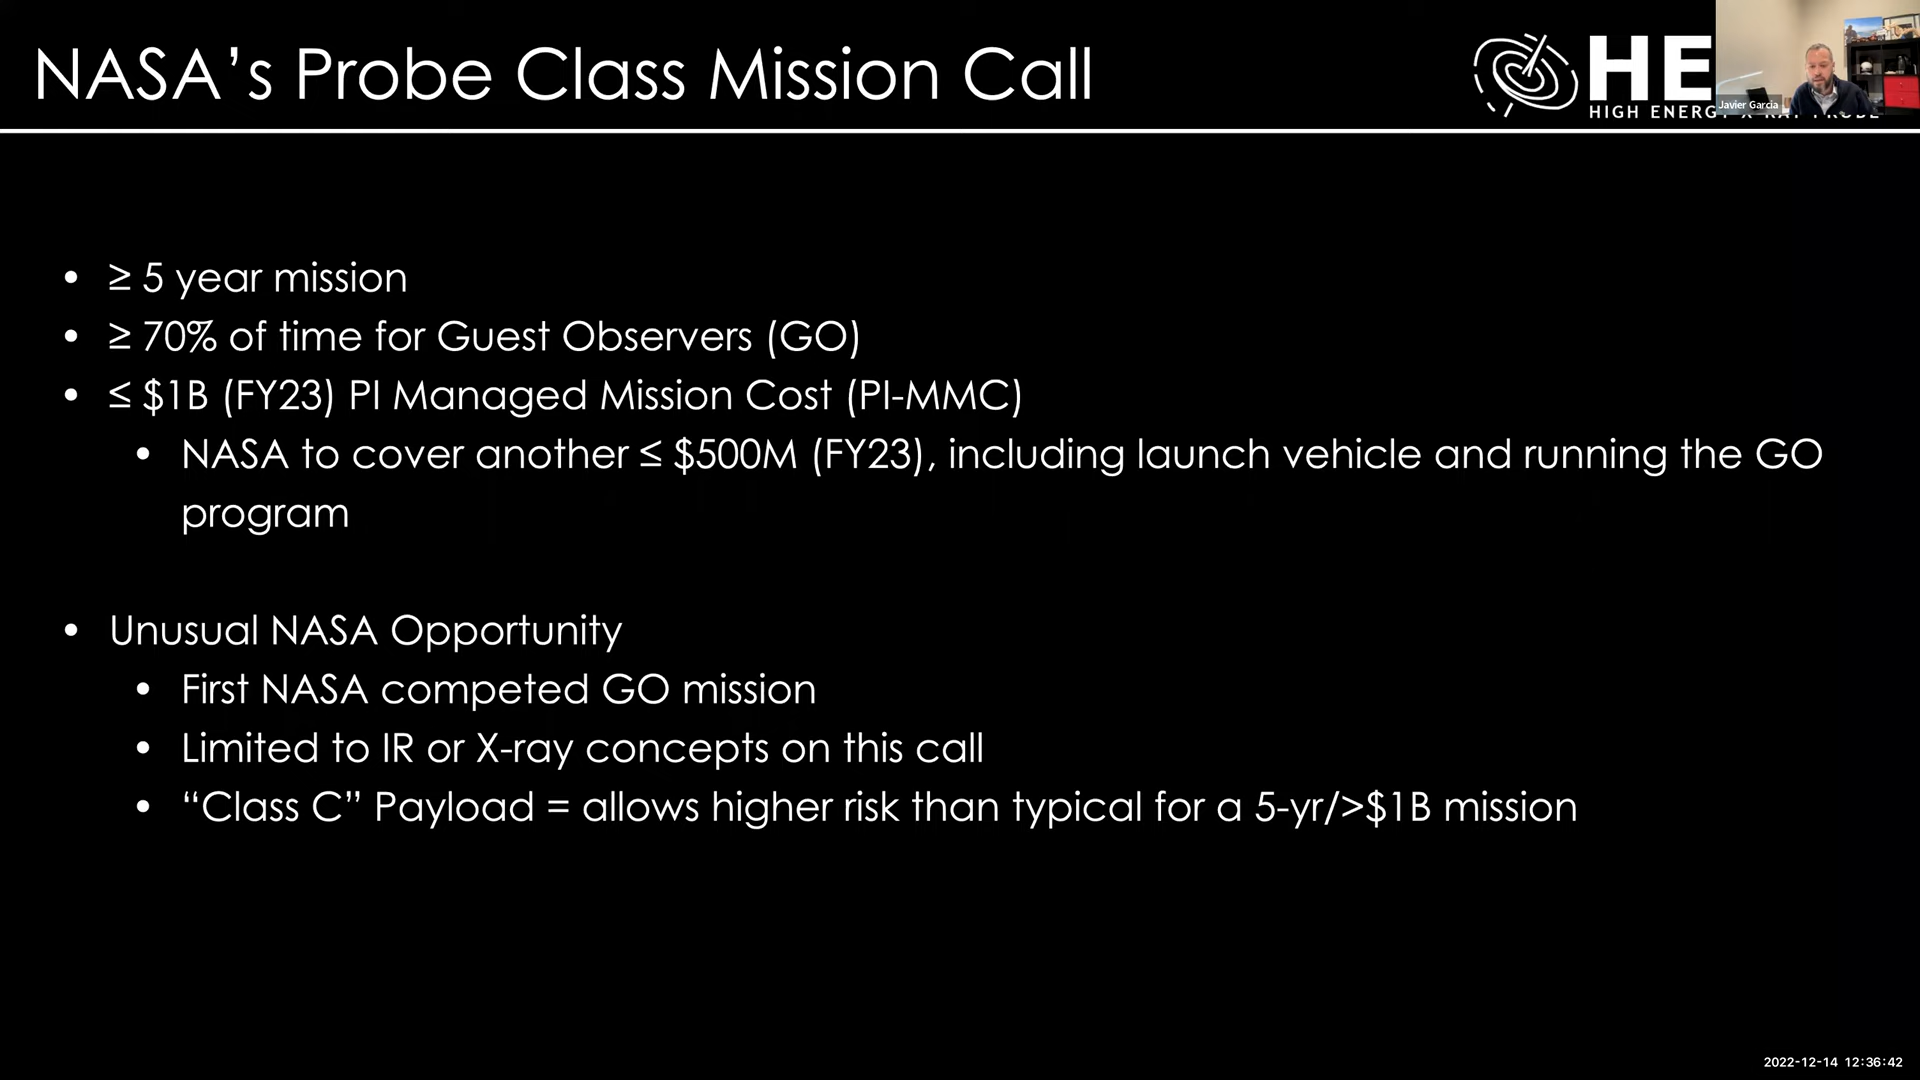 NASA’s Probe Class Mission Call
HE
HIGH ENERGY X-RAY PROBE
Javier Garcia
• ≥ 5 year mission
• ≥ 70% of time for Guest Observers (GO)
• ≤ $1B (FY23) PI Managed Mission Cost (PI-MMC)
• NASA to cover another ≤ $500M (FY23), including launch vehicle and running the GO
program
• Unusual NASA Opportunity
• First NASA competed GO mission
• Limited to IR or X-ray concepts on this call
• “Class C” Payload = allows higher risk than typical for a 5-yr/>$1B mission
2022-12-14 12:36:42